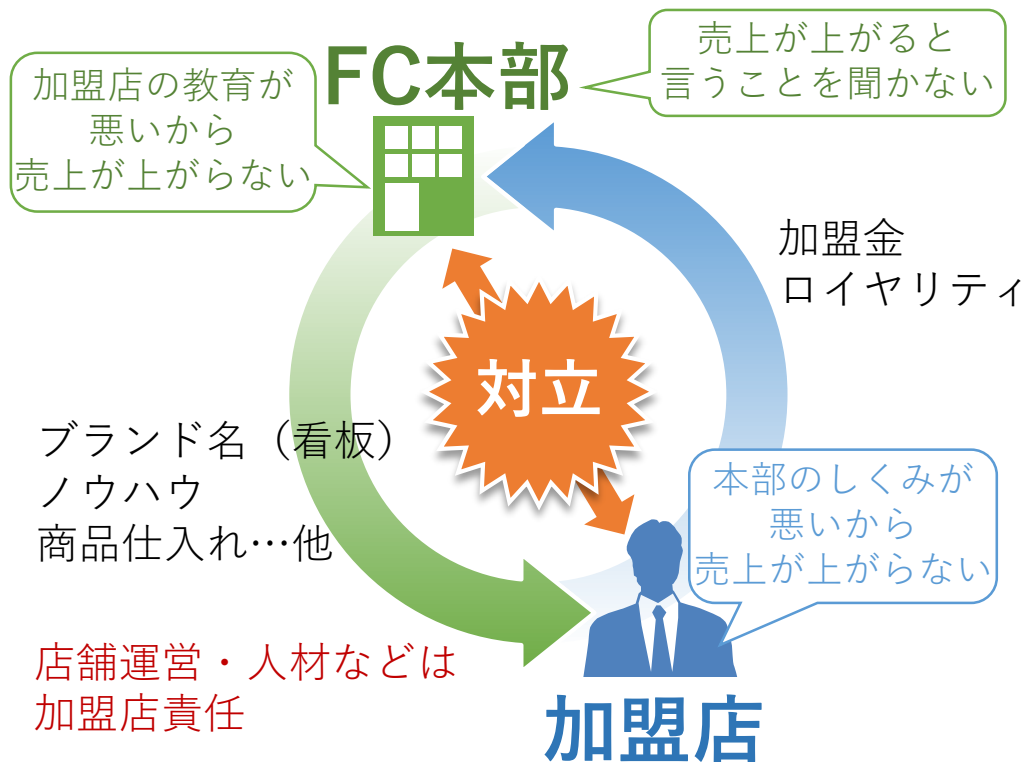 売上が上がると
言うことを聞かない
FC本部
加盟店の教育が
悪いから
売上が上がらない
加盟金
ロイヤリティ
対立
ブランド名（看板）
ノウハウ
商品仕入れ…他
本部のしくみが
悪いから
売上が上がらない
店舗運営・人材などは
加盟店責任
加盟店